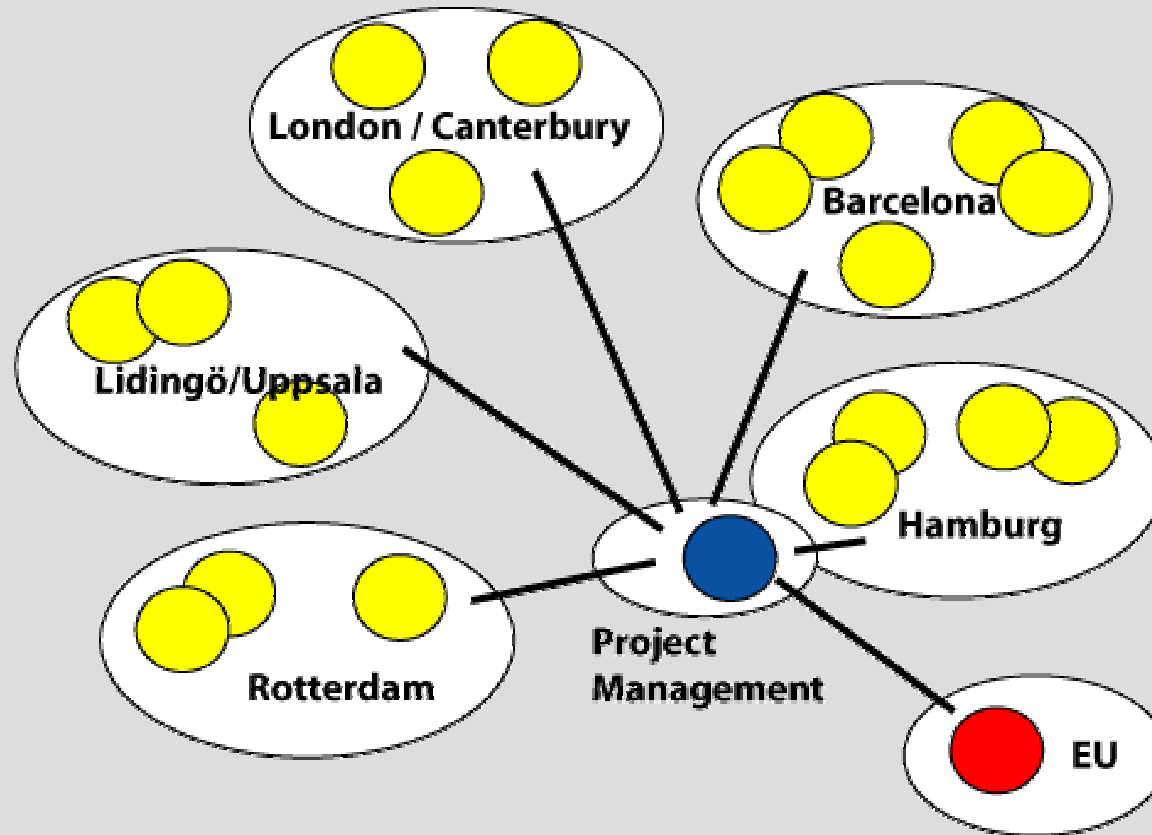 London / Canterbury
Barcelona
Lidingö/Uppsala
Hamburg
Project
Management
Rotterdam
EU